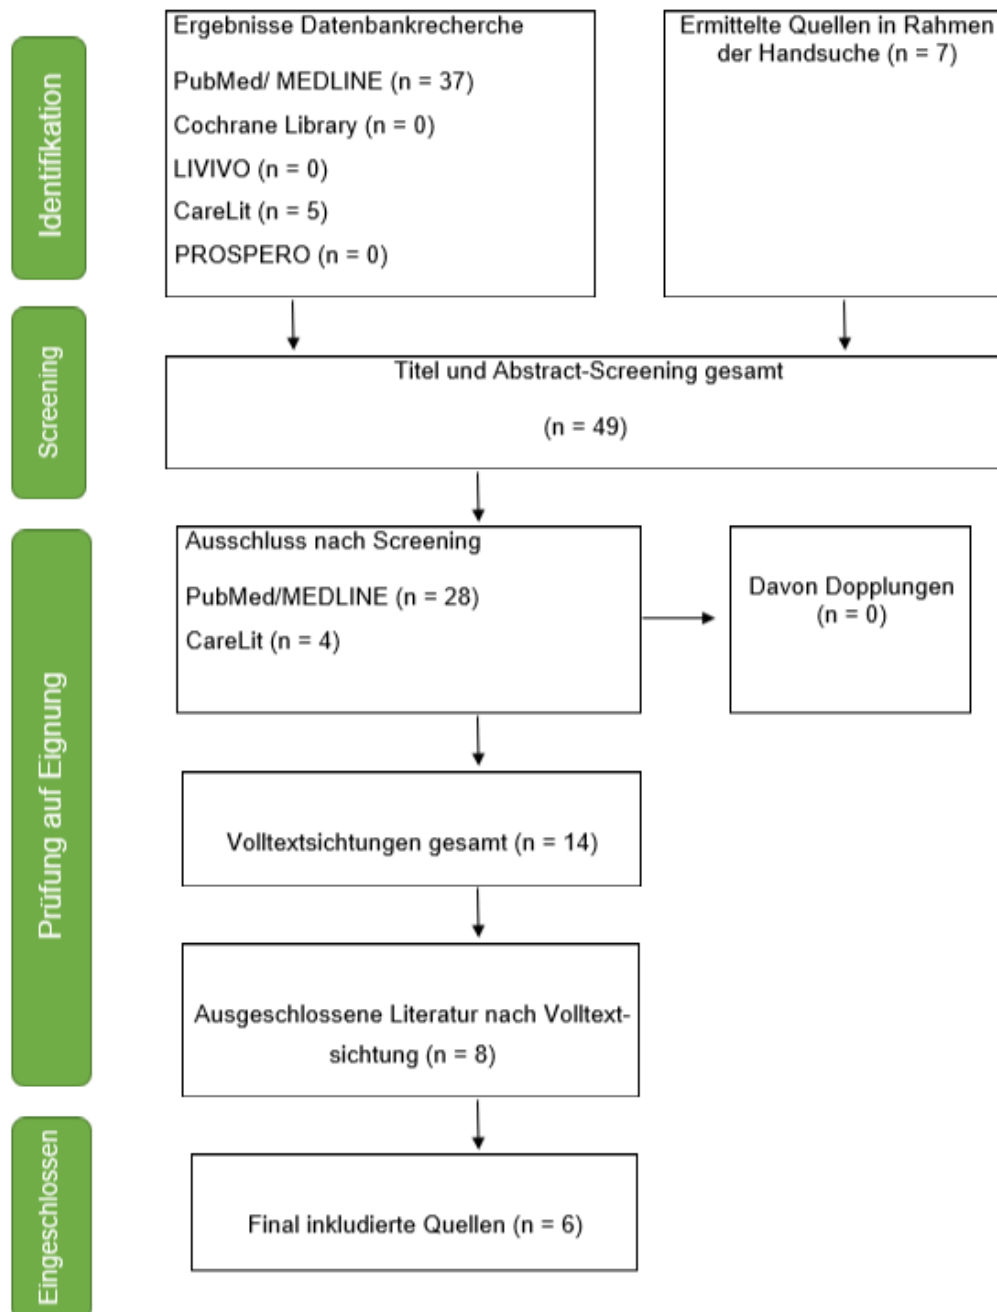 Identifikation
Ergebnisse Datenbankrecherche
PubMed/ MEDLINE (n = 37)
Cochrane Library (n = 0)
LIVIVO (n = 0)
CareLit (n = 5)
PROSPERO (n = 0)
Ermittelte Quellen in Rahmen
der Handsuche (n = 7)
Screening
Titel und Abstract-Screening gesamt
(n = 49)
Prüfung auf Eignung
Ausschluss nach Screening
PubMed/MEDLINE (n = 28)
CareLit (n = 4)
Davon Dopplungen
(n = 0)
Volltextsichtungen gesamt (n = 14)
Ausgeschlossene Literatur nach Volltext-
sichtung (n = 8)
Eingeschlossen
Final inkludierte Quellen (n = 6)